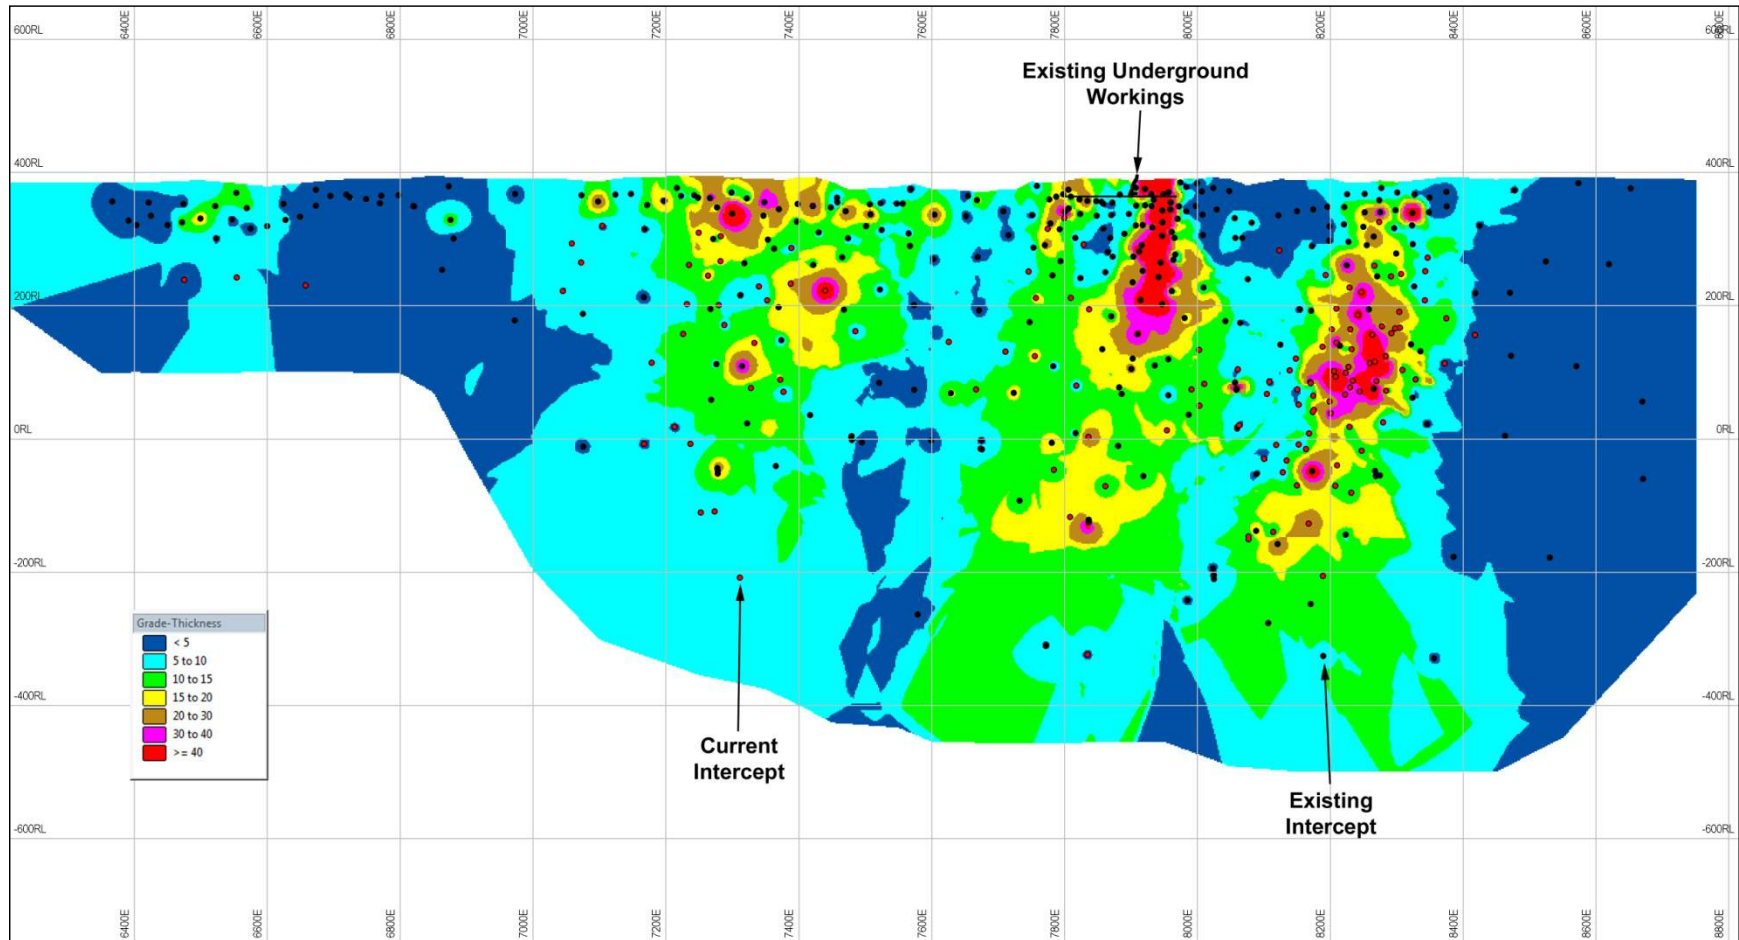 6400E 6600E 6800E 7000E 7200E 7400E 7600E 7800E 8000E 8200E 8400E 8600E 8800E
600RL 600RL
Existing Underground
Workings
400RL 400RL
200RL 200RL
0RL 0RL
-200RL -200RL
Grade-Thickness
< 5
5 to 10
10 to 15
15 to 20
20 to 30
30 to 40
>= 40
-400RL -400RL
Current
Intercept
Existing
Intercept
-600RL -600RL
6400E 6600E 6800E 7000E 7200E 7400E 7600E 7800E 8000E 8200E 8400E 8600E 8800E